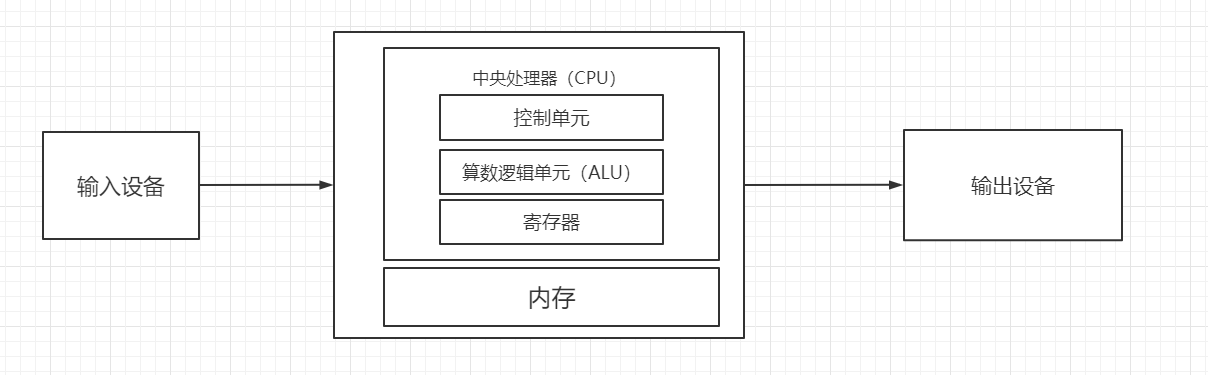 输入设备
中央处理器（CPU）
控制单元
算数逻辑单元（ALU）
寄存器
内存
输出设备